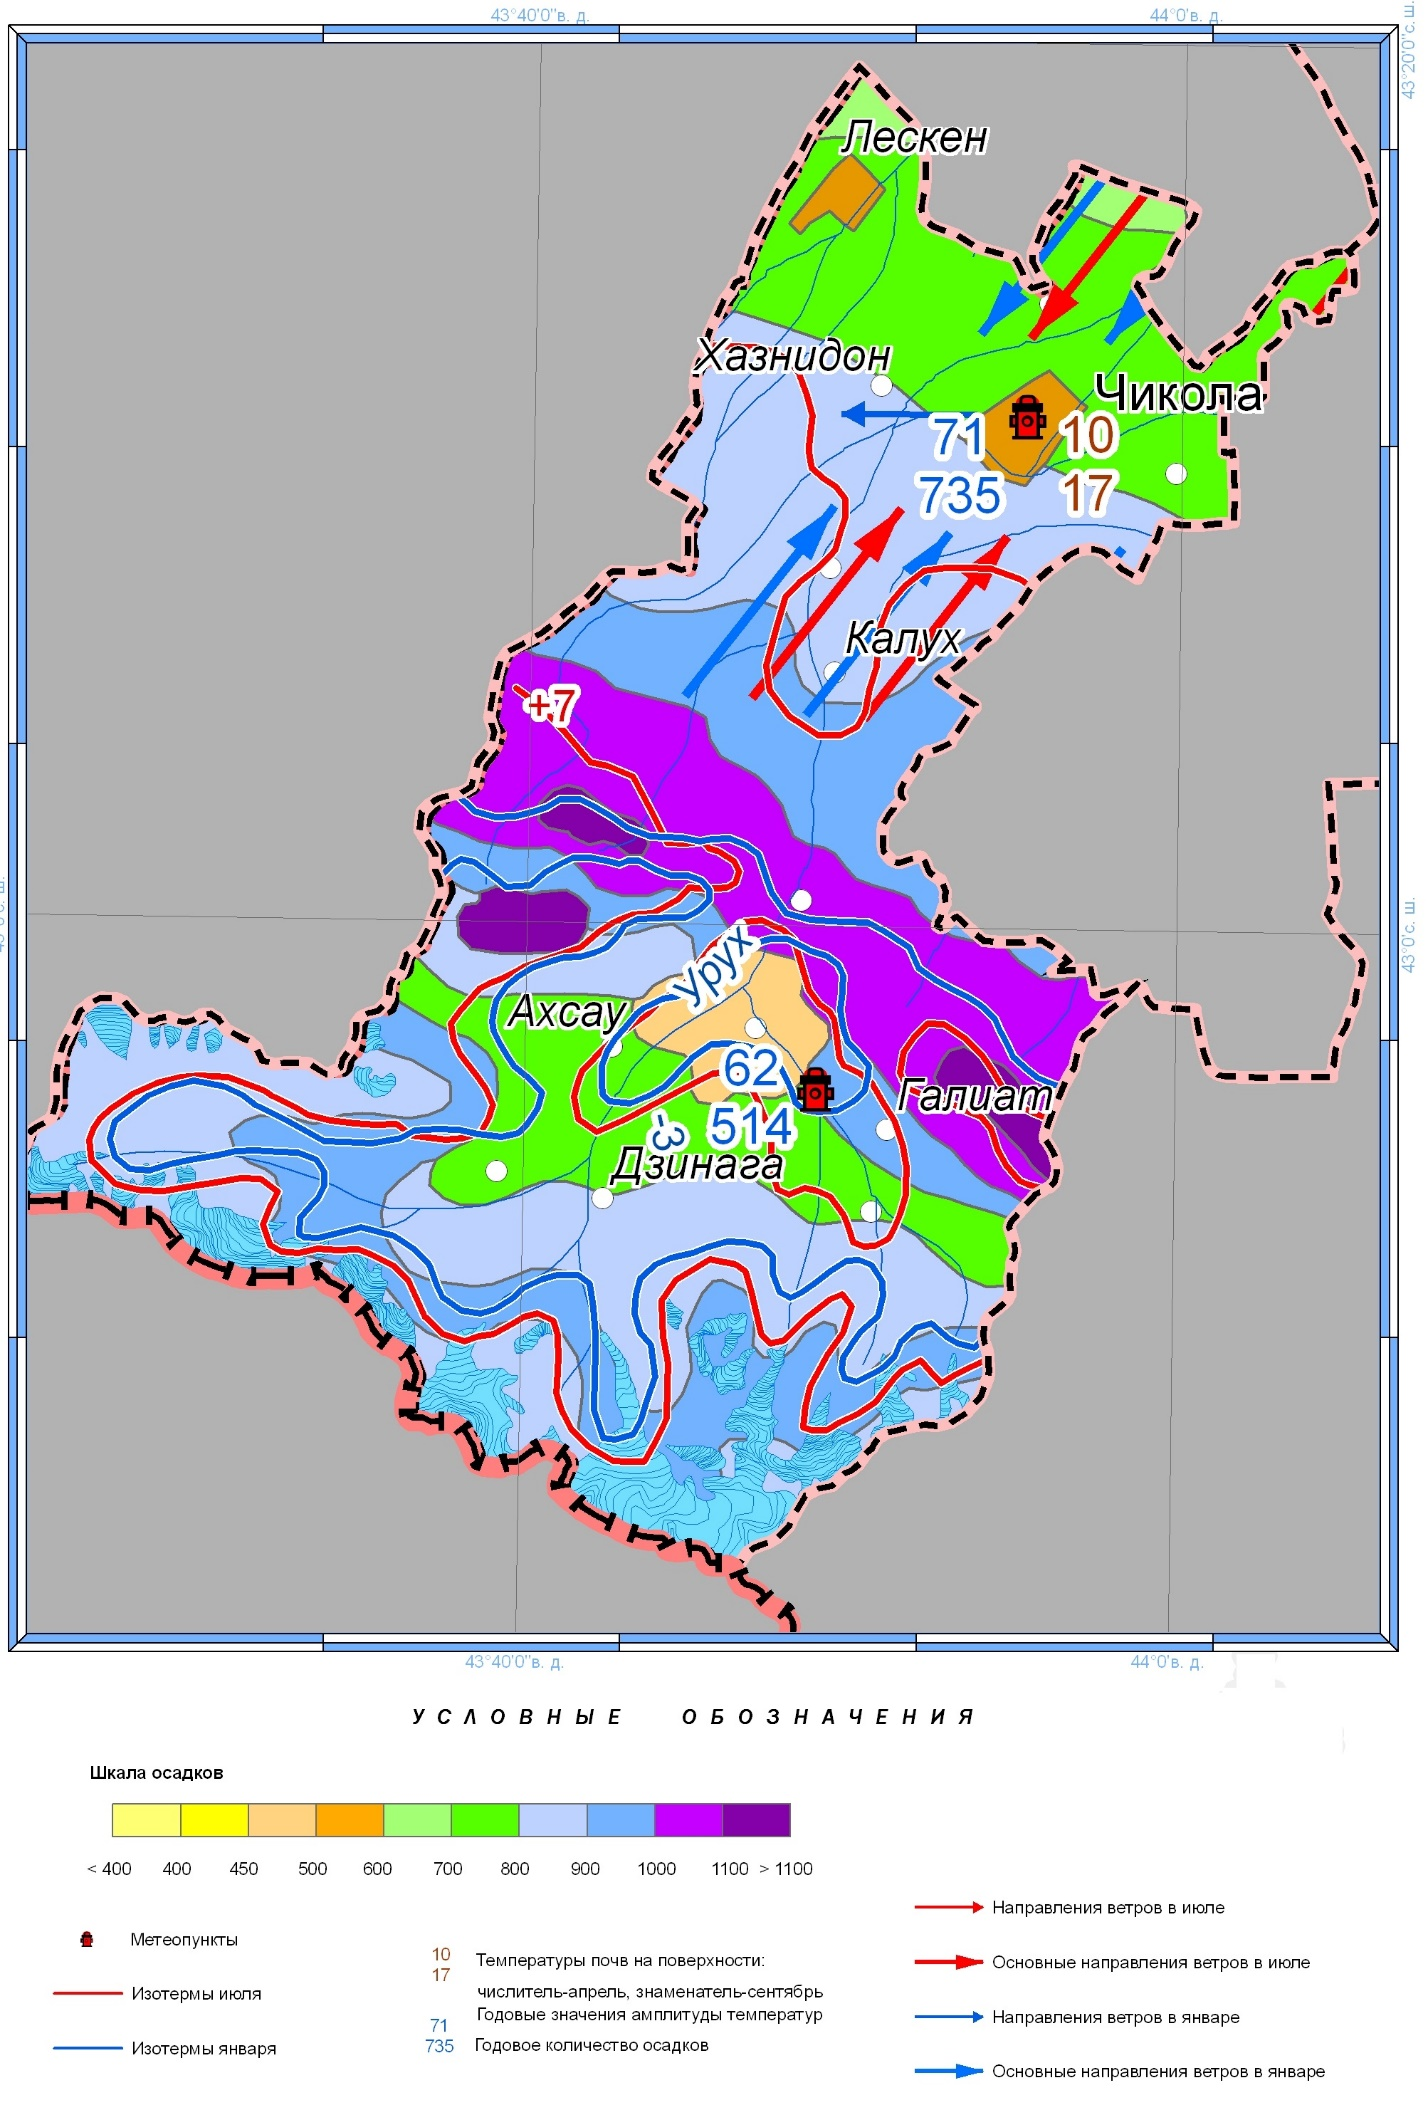 43°40'0"в. д.
44°0'в. д.
43°20'0"с. ш.
Лескен
Хазнидон
Чикола
71
10
735
17
Калух
+7
43°0'с. ш.
Урух
Ахсау
62
Галиат
514
-3
Дзинага
43°40'0"в. д.
44°0'в. д.
УСЛОВНЫЕ ОБОЗНАЧЕНИЯ
Шкала осадков
< 400 400 450 500 600 700 800 900 1000 1100 > 1100
Метеопункты
Изотермы июля
Изотермы января
10
17
Температуры почв на поверхности:
числитель-апрель, знаменатель-сентябрь
71
Годовые значения амплитуды температур
735
Годовое количество осадков
Направления ветров в июле
Основные направления ветров в июле
Направления ветров в январе
Основные направления ветров в январе